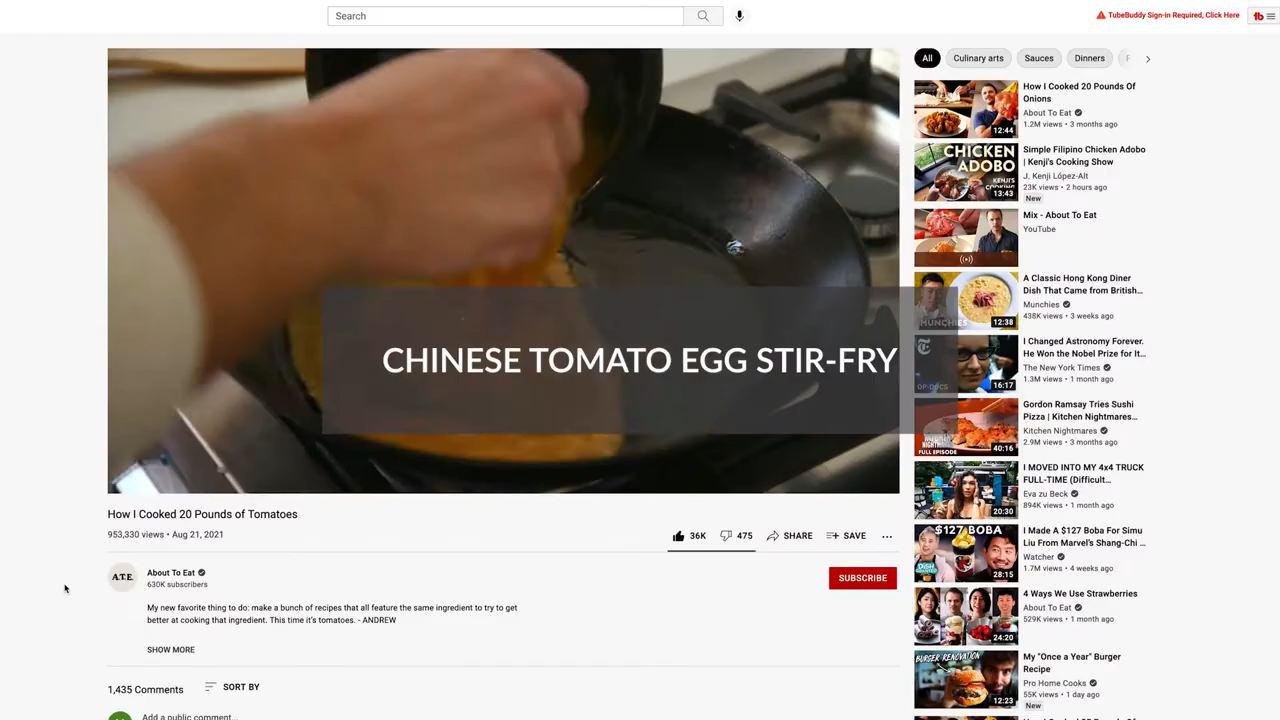 Search
TubeBuddy Sign-in Required, Click Here
tb
All
Culinary arts
Sauces
Dinners
CHINESE TOMATO EGG STIR-FRY
How I Cooked 20 Pounds of Tomatoes
953,330 views • Aug 21, 2021
36K
475
SHARE
SAVE
...
A.T.E.
About To Eat
630K subscribers
SUBSCRIBE
My new favorite thing to do: make a bunch of recipes that all feature the same ingredient to try to get
better at cooking that ingredient. This time it's tomatoes. - ANDREW
SHOW MORE
1,435 Comments
SORT BY
Add a public comment...
12:44
How I Cooked 20 Pounds Of
Onions
About To Eat
1.2M views • 3 months ago
CHICKEN
ADOBO
KENJI'S
COOKING
13:43
Simple Filipino Chicken Adobo
| Kenji's Cooking Show
J. Kenji López-Alt
23K views • 2 hours ago
New
Mix - About To Eat
YouTube
MUNCHIES
12:38
A Classic Hong Kong Diner
Dish That Came from British...
Munchies
438K views • 3 weeks ago
OP-DOCS
16:17
I Changed Astronomy Forever.
He Won the Nobel Prize for It...
The New York Times
1.3M views • 1 month ago
KITCHEN
NIGHTMARES
FULL EPISODE
40:16
Gordon Ramsay Tries Sushi
Pizza | Kitchen Nightmares...
Kitchen Nightmares
2.9M views • 3 months ago
20:30
I MOVED INTO MY 4x4 TRUCK
FULL-TIME (Difficult...
Eva zu Beck
894K views • 1 month ago
$127 BOBA
28:15
I Made A $127 Boba For Simu
Liu From Marvel's Shang-Chi ...
Watcher
1.7M views • 4 weeks ago
24:20
4 Ways We Use Strawberries
About To Eat
529K views • 1 month ago
BURGER RENOVATION
12:23
My "Once a Year" Burger
Recipe
Pro Home Cooks
55K views • 1 day ago
New